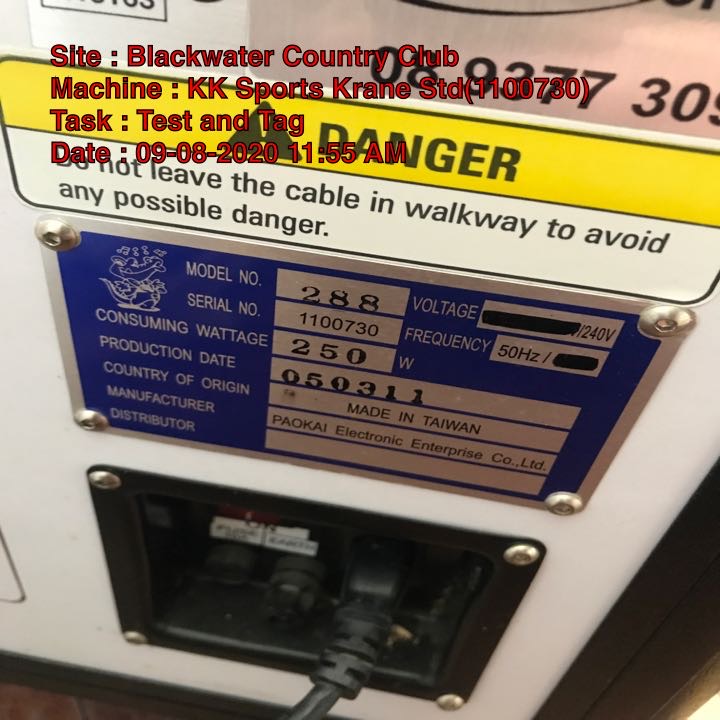 Site : Blackwater Country Club
08 9377
Machine : KK Sports Krane Std(1100730)
Task : Test and Tag
DANGER
Date : 09-08-2020 11:55 AM
Do not leave the cable in walkway to avoid
any possible danger.
MODEL NO. 288 VOLTAGE /240V
SERIAL NO. 1100730 FREQUENCY 50Hz /
CONSUMING WATTAGE 250 W
PRODUCTION DATE 050311
COUNTRY OF ORIGIN MADE IN TAIWAN
MANUFACTURER PAOKAI Electronic Enterprise Co.,Ltd.
DISTRIBUTOR